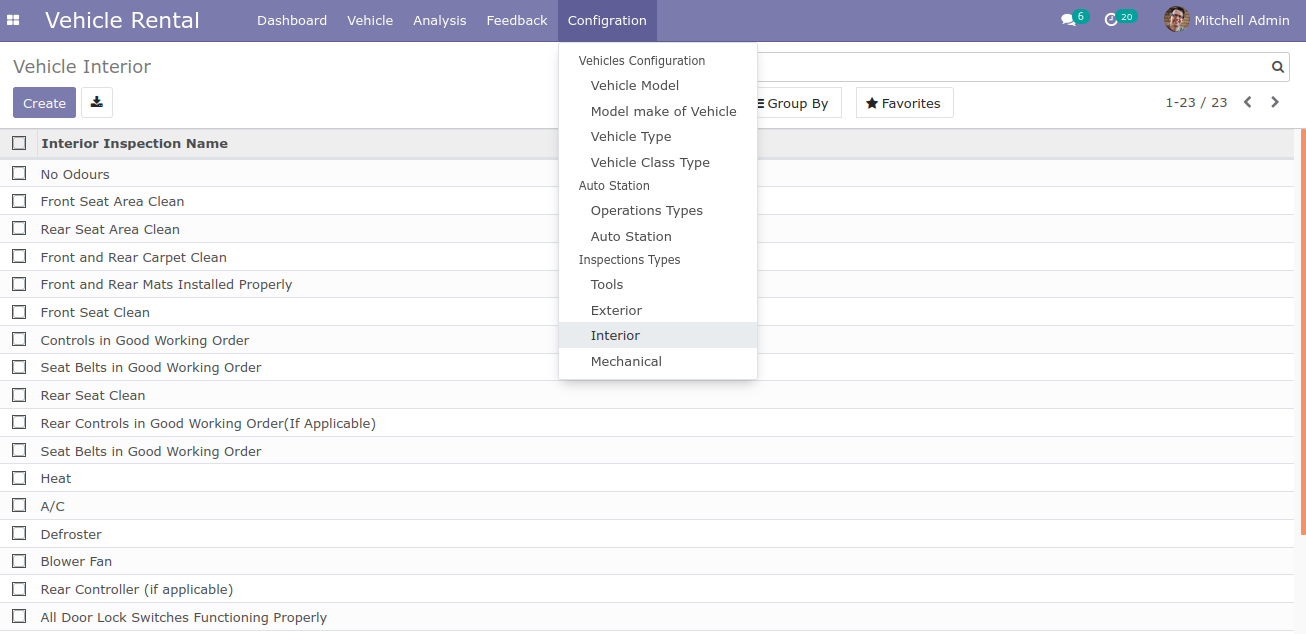 Vehicle Rental Dashboard Vehicle Analysis Feedback Configration 6 20 Mitchell Admin
Vehicle Interior
Create
Group By Favorites 1-23 / 23
Vehicles Configuration
Vehicle Model
Model make of Vehicle
Vehicle Type
Vehicle Class Type
Auto Station
Operations Types
Auto Station
Inspections Types
Tools
Exterior
Interior
Mechanical
Interior Inspection Name
No Odours
Front Seat Area Clean
Rear Seat Area Clean
Front and Rear Carpet Clean
Front and Rear Mats Installed Properly
Front Seat Clean
Controls in Good Working Order
Seat Belts in Good Working Order
Rear Seat Clean
Rear Controls in Good Working Order(If Applicable)
Seat Belts in Good Working Order
Heat
A/C
Defroster
Blower Fan
Rear Controller (if applicable)
All Door Lock Switches Functioning Properly